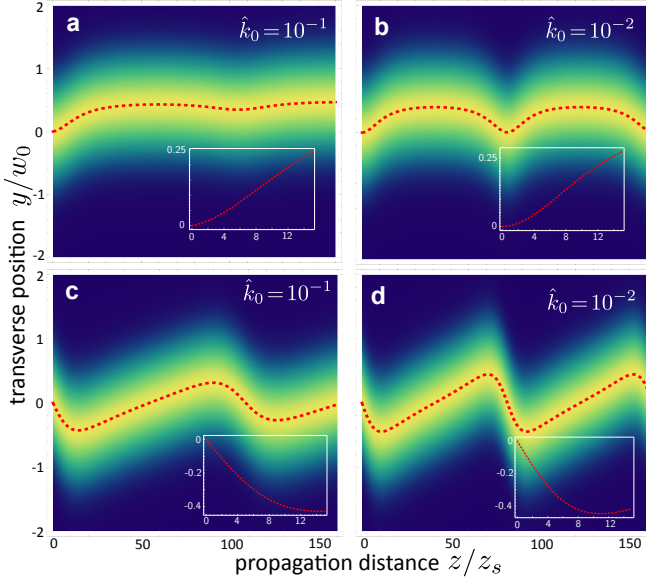 a
k̂₀ = 10⁻¹
b
k̂₀ = 10⁻²
2
1
0
-1
-2
0.25
0
0 4 8 12
0.25
0
0 4 8 12
c
k̂₀ = 10⁻¹
d
k̂₀ = 10⁻²
2
1
0
-1
-2
0
-0.2
-0.4
0 4 8 12
0
-0.2
-0.4
0 4 8 12
0 50 100 150
0 50 100 150
transverse position y/w₀
propagation distance z/zₛ